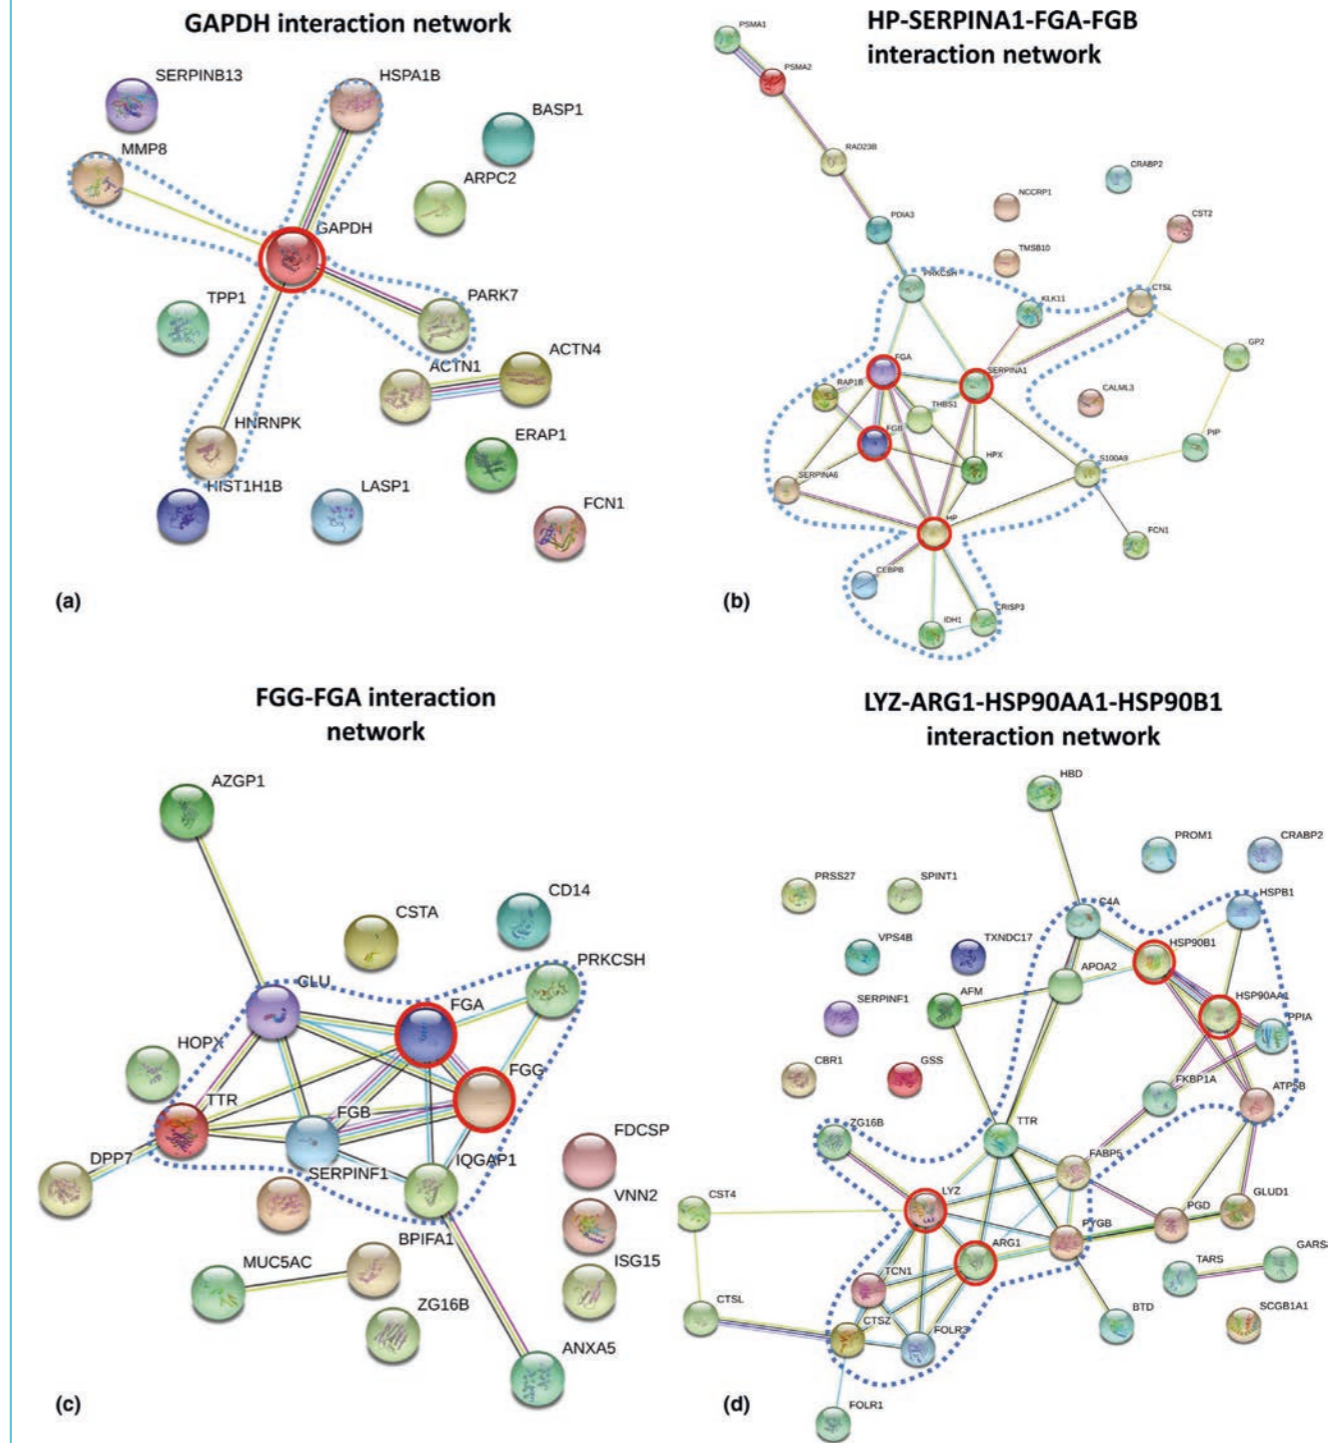 GAPDH interaction network
SERPINB13
HSPA1B
BASP1
MMP8
ARPC2
GAPDH
TPP1
PARK7
ACTN1
ACTN4
HNRNPK
ERAP1
HIST1H1B
LASP1
FCN1
(a)
HP-SERPINA1-FGA-FGB
interaction network
PSMA1
PSMA2
RAD23B
CRABP2
NCCRP1
CST2
PDIA3
TMSB10
PRKCSH
CTSL
KLK11
GP2
FGA
SERPINA1
RAP1B
CALML3
THBS1
FGB
PIP
HPX
S100A9
SERPINA6
HP
FCN1
CEBPB
CRISP3
IDH1
(b)
FGG-FGA interaction
network
AZGP1
CD14
CSTA
PRKCSH
CLU
FGA
HOPX
FGG
TTR
FGB
FDCSP
DPP7
SERPINF1
IQGAP1
VNN2
BPIFA1
MUC5AC
ISG15
ZG16B
ANXA5
(c)
LYZ-ARG1-HSP90AA1-HSP90B1
interaction network
HBD
PROM1
CRABP2
PRSS27
SPINT1
HSPB1
C4A
VPS4B
TXNDC17
HSP90B1
APOA2
SERPINF1
AFM
HSP90AA1
PPIA
CBR1
GSS
FKBP1A
ATP5B
ZG16B
TTR
FABP5
CST4
LYZ
PGD
GLUD1
ARG1
PYGB
TCN1
TARS
GARS
CTSL
CTSZ
FOLR3
BTD
SCGB1A1
FOLR1
(d)